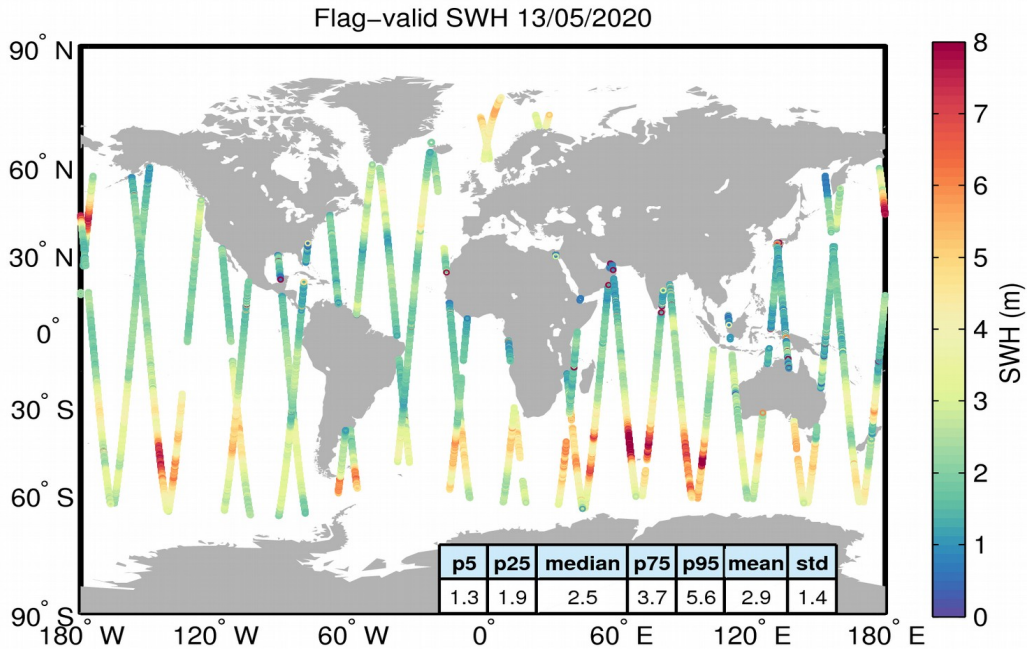 Flag−valid SWH 13/05/2020
90° N
60° N
30° N
0°
30° S
60° S
90° S
180° W
120° W
60° W
0°
60° E
120° E
180° E
8
7
6
5
4
3
2
1
0
SWH (m)
p5 p25 median p75 p95 mean std
1.3 1.9 2.5 3.7 5.6 2.9 1.4